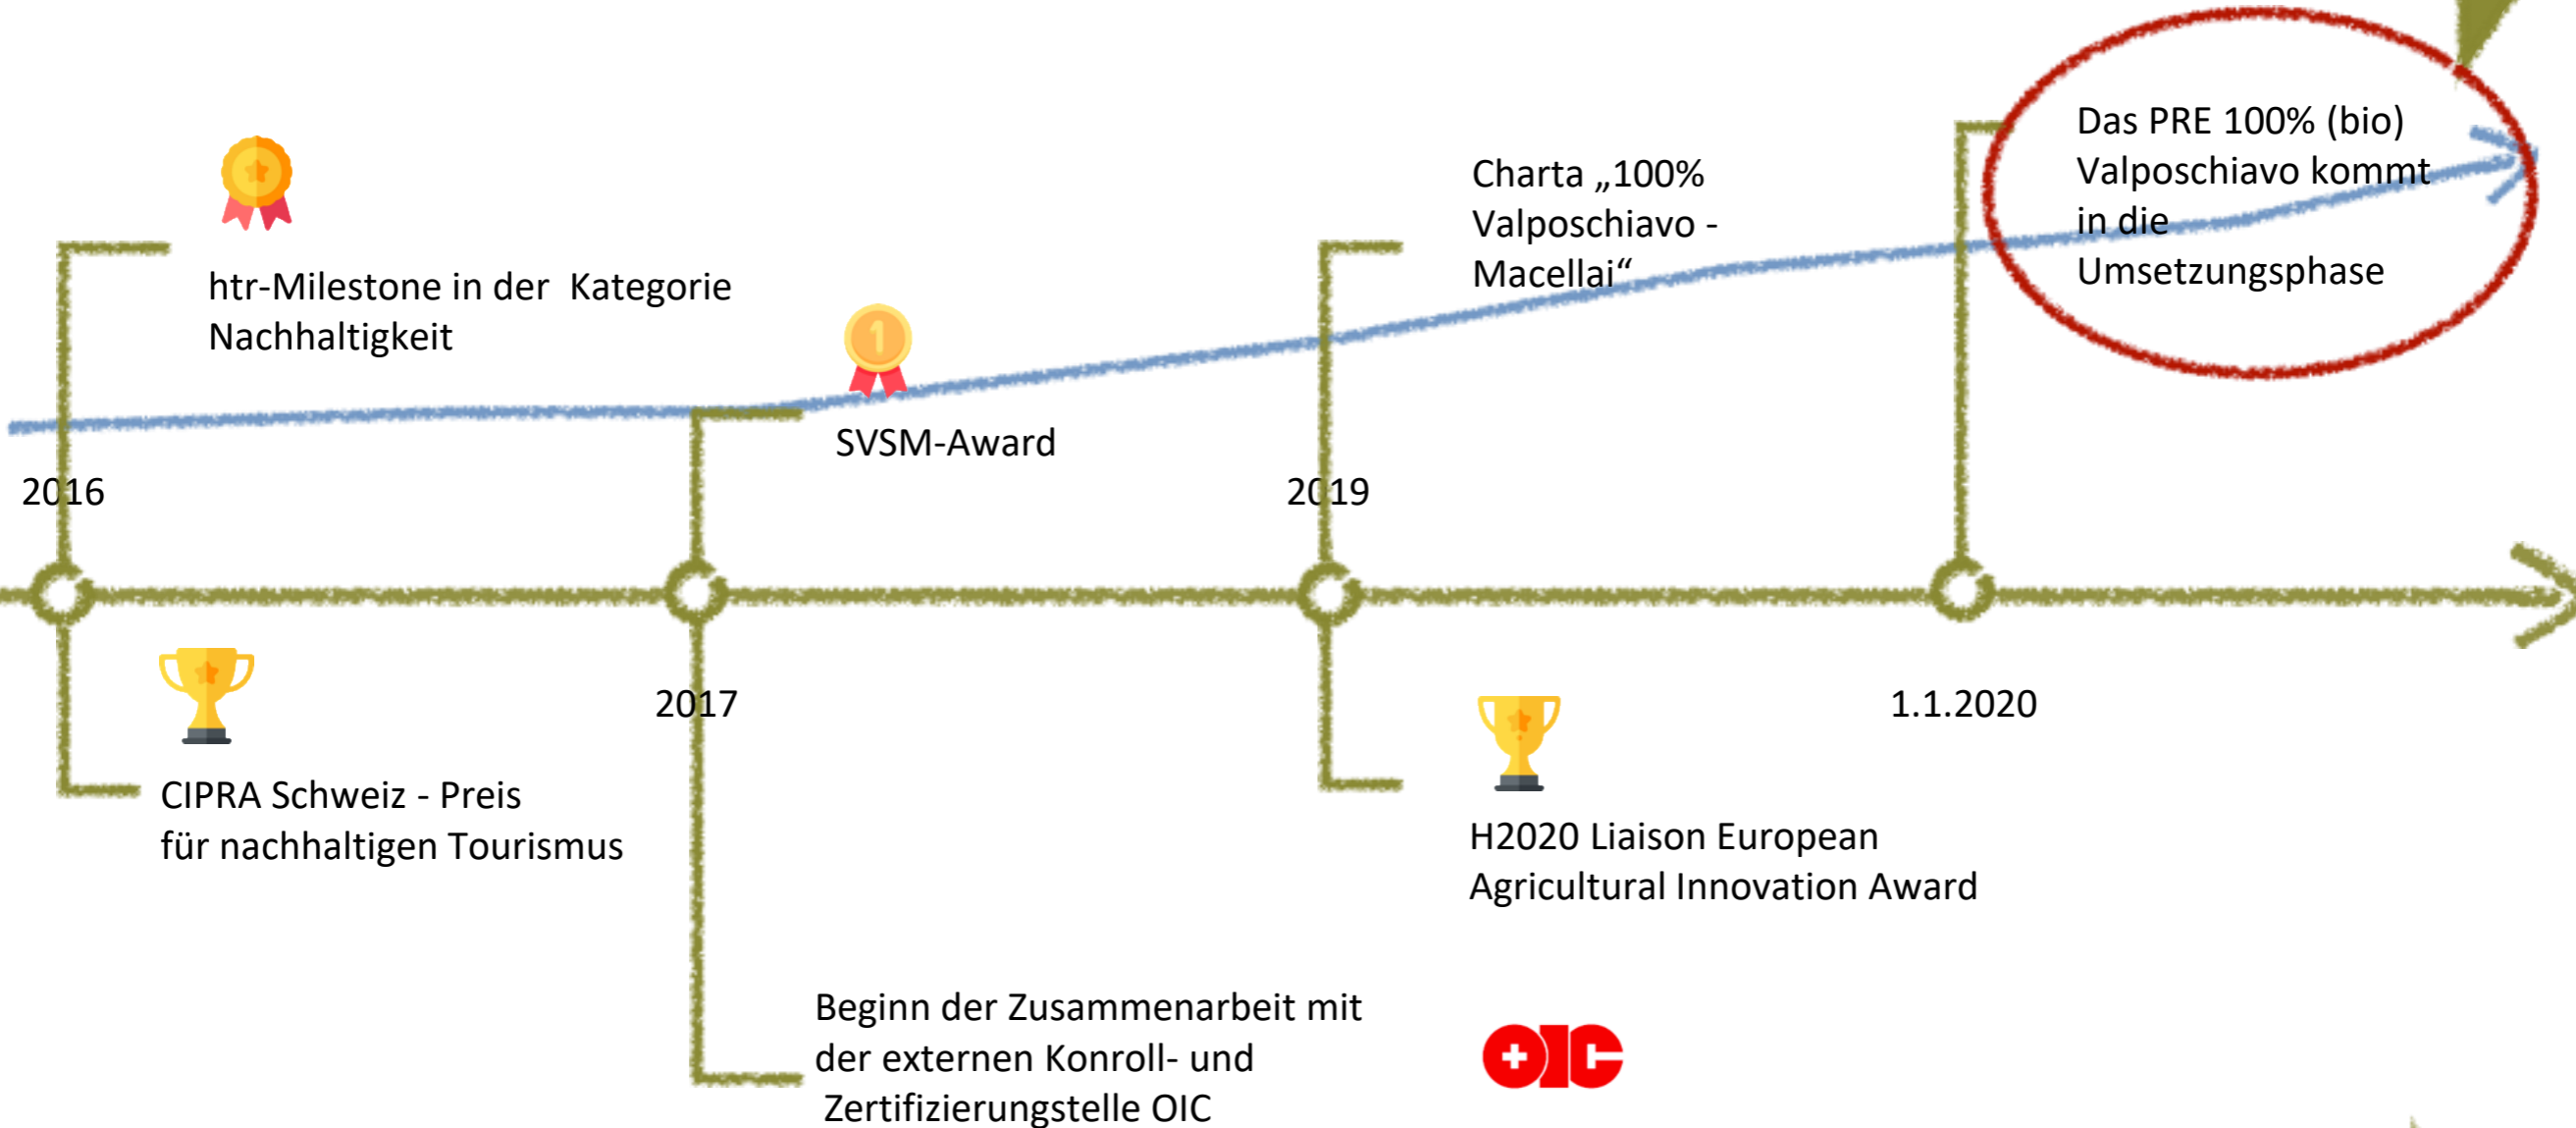 htr-Milestone in der  Kategorie
Nachhaltigkeit
2016
CIPRA Schweiz - Preis
für nachhaltigen Tourismus
1
SVSM-Award
2017
Beginn der Zusammenarbeit mit
der externen Konroll- und
Zertifizierungstelle OIC
OIC
Charta „100%
Valposchiavo -
Macellai“
2019
H2020 Liaison European
Agricultural Innovation Award
Das PRE 100% (bio)
Valposchiavo kommt
in die
Umsetzungsphase
1.1.2020